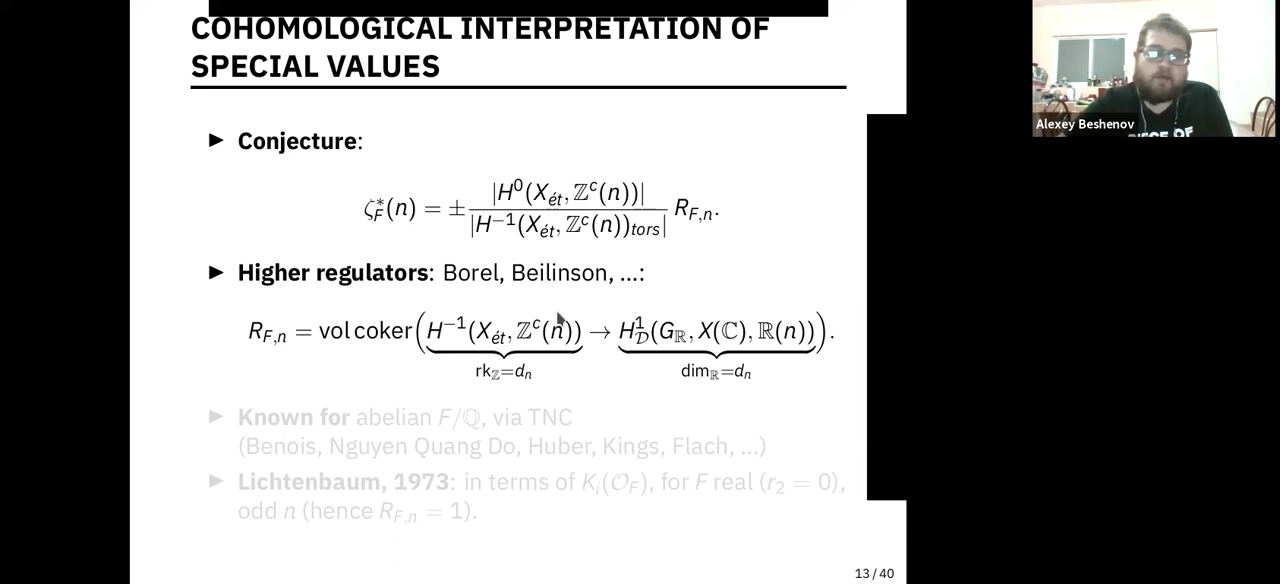 COHOMOLOGICAL INTERPRETATION OF
SPECIAL VALUES
► Conjecture:
ζ*_F(n) = ± |H^0(X_ét, ℤ^c(n))| / |H^{-1}(X_ét, ℤ^c(n))_tors| R_{F,n}.
► Higher regulators: Borel, Beilinson, ...:
R_{F,n} = vol coker(H^{-1}(X_ét, ℤ^c(n)) → H^1_𝒟(G_ℝ, X(ℂ), ℝ(n))).
rk_ℤ=d_n dim_ℝ=d_n
► Known for abelian F/ℚ, via TNC
(Benois, Nguyen Quang Do, Huber, Kings, Flach, ...)
► Lichtenbaum, 1973: in terms of K_i(𝒪_F), for F real (r_2 = 0),
odd n (hence R_{F,n} = 1).
13 / 40
Alexey Beshenov
OF